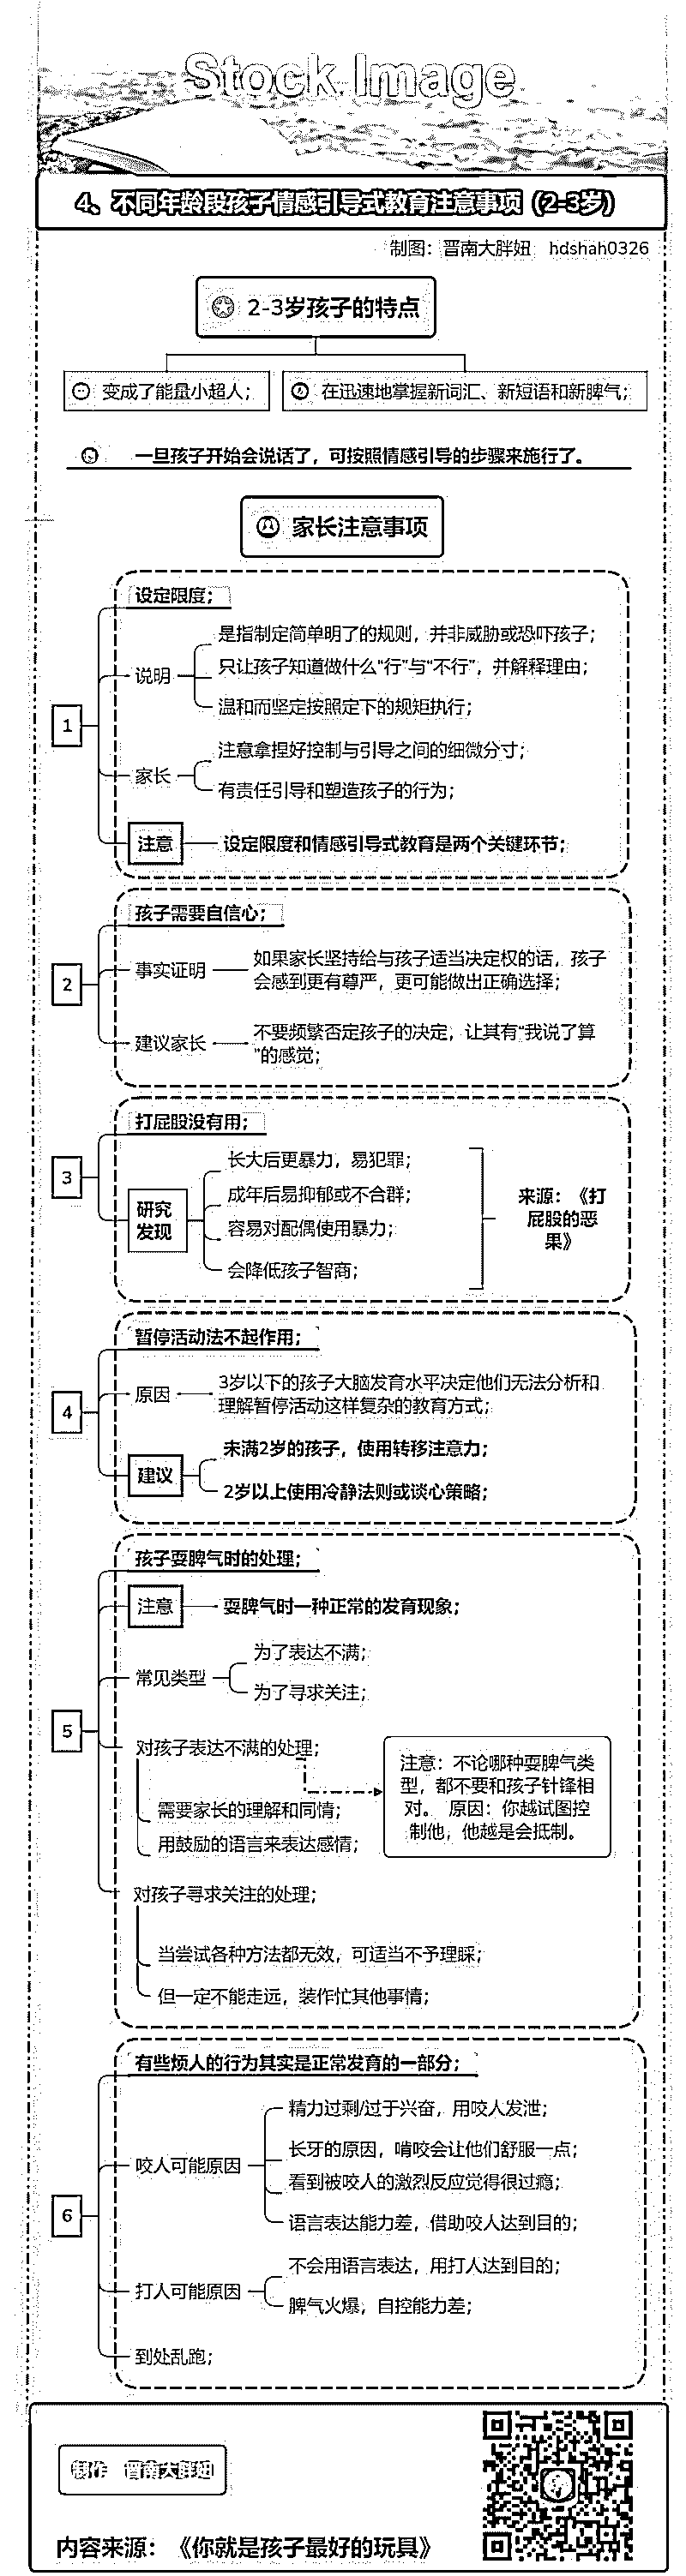 Stock Image
4、不同年龄段孩子情感引导式教育注意事项（2-3岁）
制图：晋南大胖妞 hdshah0326
2-3岁孩子的特点
变成了能量小超人；
在迅速地掌握新词汇、新短语和新脾气；
一旦孩子开始会说话了，可按照情感引导的步骤来施行了。
家长注意事项
1
设定限度；
说明
是指制定简单明了的规则，并非威胁或恐吓孩子；
只让孩子知道做什么“行”与“不行”，并解释理由；
温和而坚定按照定下的规矩执行；
家长
注意拿捏好控制与引导之间的细微分寸；
有责任引导和塑造孩子的行为；
注意
设定限度和情感引导式教育是两个关键环节；
2
孩子需要自信心；
事实证明
如果家长坚持给与孩子适当决定权的话，孩子
会感到更有尊严，更可能做出正确选择；
建议家长
不要频繁否定孩子的决定，让其有“我说了算
”的感觉；
3
打屁股没有用；
研究
发现
长大后更暴力，易犯罪；
成年后易抑郁或不合群；
容易对配偶使用暴力；
会降低孩子智商；
来源：《打
屁股的恶
果》
4
暂停活动法不起作用；
原因
3岁以下的孩子大脑发育水平决定他们无法分析和
理解暂停活动这样复杂的教育方式；
建议
未满2岁的孩子，使用转移注意力；
2岁以上使用冷静法则或谈心策略；
5
孩子耍脾气时的处理；
注意
耍脾气时一种正常的发育现象；
常见类型
为了表达不满；
为了寻求关注；
对孩子表达不满的处理；
需要家长的理解和同情；
用鼓励的语言来表达感情；
注意：不论哪种耍脾气类
型，都不要和孩子针锋相
对。 原因：你越试图控
制他，他越是会抵制。
对孩子寻求关注的处理；
当尝试各种方法都无效，可适当不予理睬；
但一定不能走远，装作忙其他事情；
6
有些烦人的行为其实是正常发育的一部分；
咬人可能原因
精力过剩/过于兴奋，用咬人发泄；
长牙的原因，啃咬会让他们舒服一点；
看到被咬人的激烈反应觉得很过瘾；
语言表达能力差，借助咬人达到目的；
打人可能原因
不会用语言表达，用打人达到目的；
脾气火爆，自控能力差；
到处乱跑；
制作 晋南大胖妞
内容来源：《你就是孩子最好的玩具》